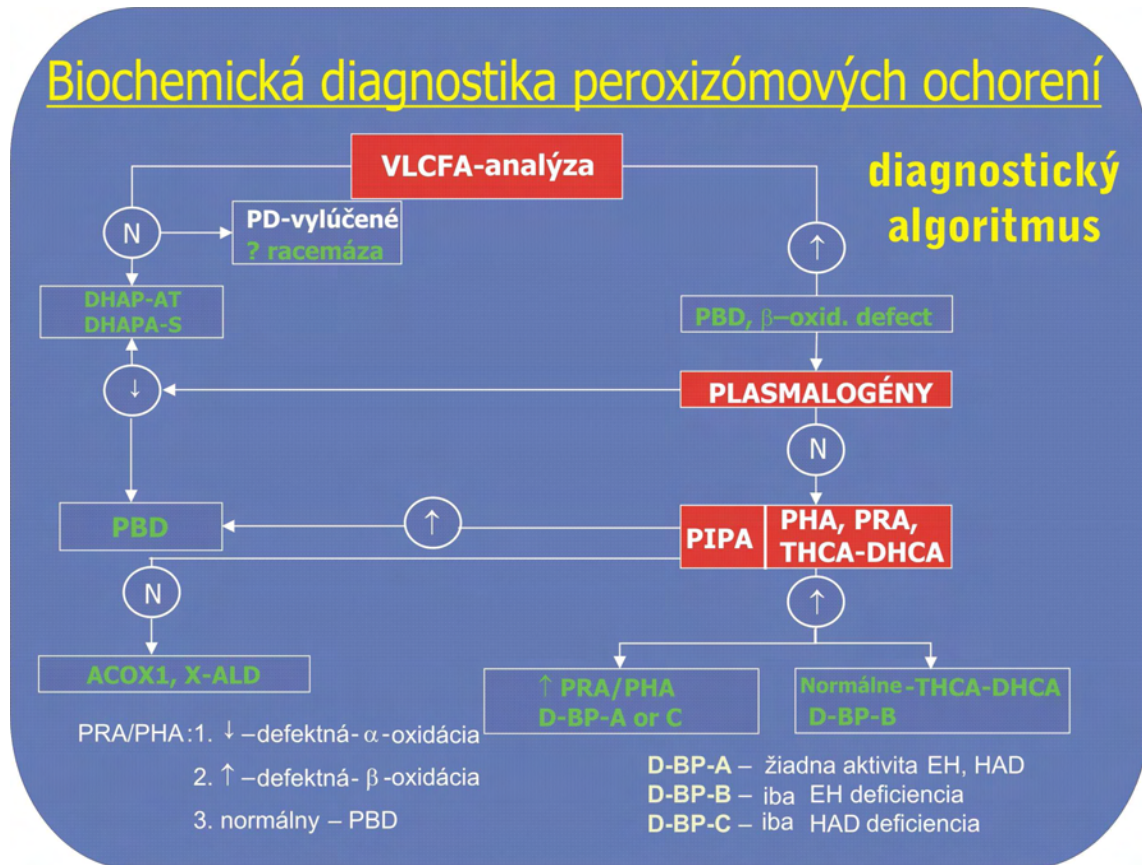 Biochemická diagnostika peroxizómových ochorení
VLCFA-analýza
diagnostický
algoritmus
N
PD-vylúčené
? racemáza
↑
DHAP-AT
DHAPA-S
PBD, β–oxid. defect
↓
PLASMALOGÉNY
N
PBD
↑
PIPA
PHA, PRA,
THCA-DHCA
N
↑
ACOX1, X-ALD
↑ PRA/PHA
D-BP-A or C
Normálne-THCA-DHCA
D-BP-B
PRA/PHA:1. ↓ –defektná- α-oxidácia
2. ↑ –defektná- β-oxidácia
3. normálny – PBD
D-BP-A – žiadna aktivita EH, HAD
D-BP-B – iba EH deficiencia
D-BP-C – iba HAD deficiencia